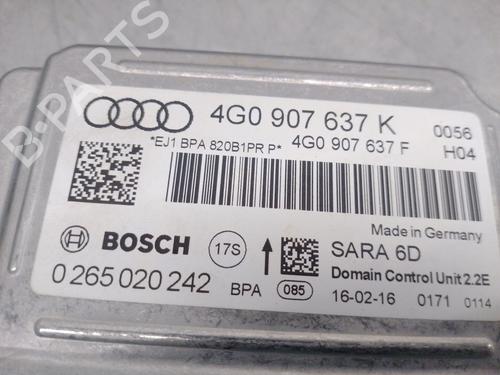 B-PARTS
4G0 907 637 K 0056
*EJ1 BPA 820B1PR P* 4G0 907 637 F H04
Made in Germany
BOSCH 17S SARA 6D
Domain Control Unit 2.2E
0 265 020 242 BPA 085 16-02-16 0171 0114